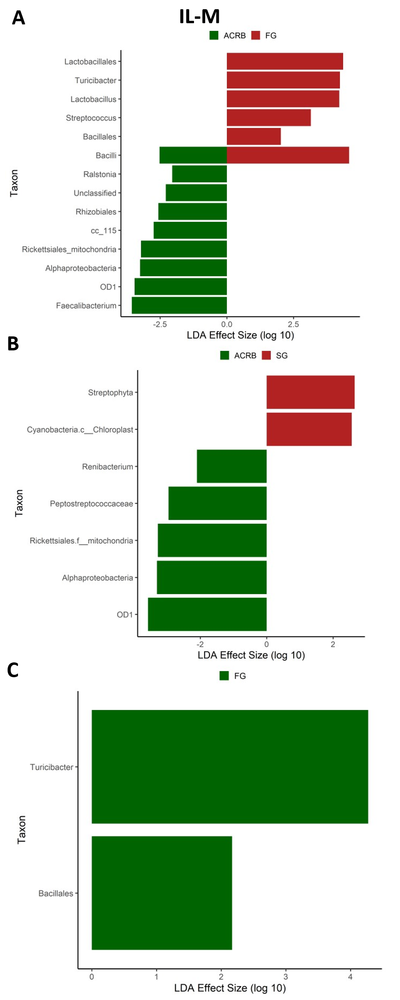 A
IL-M
ACRB FG
Lactobacillales
Turicibacter
Lactobacillus
Streptococcus
Bacillales
Bacilli
Ralstonia
Unclassified
Rhizobiales
cc_115
Rickettsiales_mitochondria
Alphaproteobacteria
OD1
Faecalibacterium
Taxon
-2.5 0.0 2.5
LDA Effect Size (log 10)
B
ACRB SG
Streptophyta
Cyanobacteria.c__Chloroplast
Renibacterium
Peptostreptococcaceae
Rickettsiales.f__mitochondria
Alphaproteobacteria
OD1
Taxon
-2 0 2
LDA Effect Size (log 10)
C
FG
Turicibacter
Bacillales
Taxon
0 1 2 3 4
LDA Effect Size (log 10)